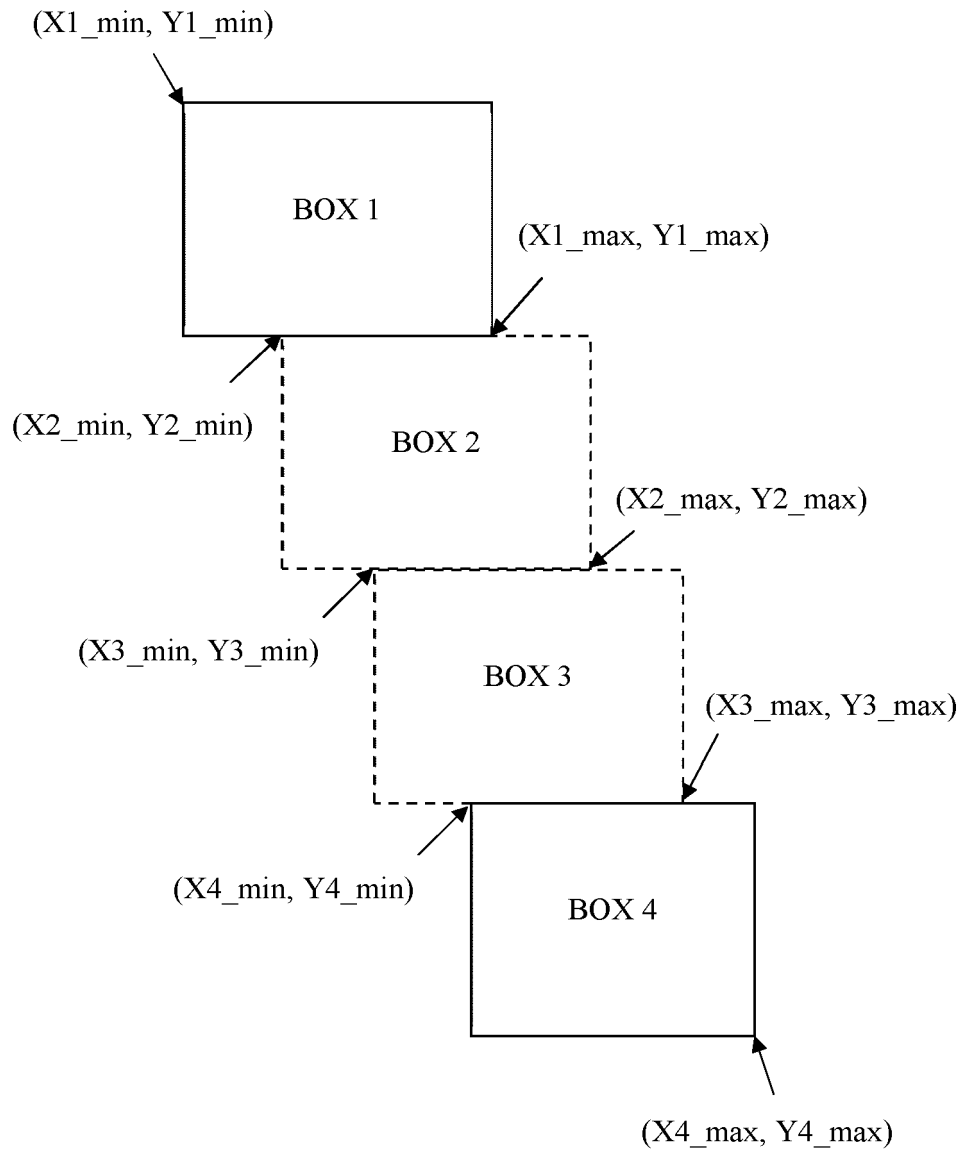 (X1_min, Y1_min)
BOX 1
(X1_max, Y1_max)
(X2_min, Y2_min)
BOX 2
(X2_max, Y2_max)
(X3_min, Y3_min)
BOX 3
(X3_max, Y3_max)
(X4_min, Y4_min)
BOX 4
(X4_max, Y4_max)